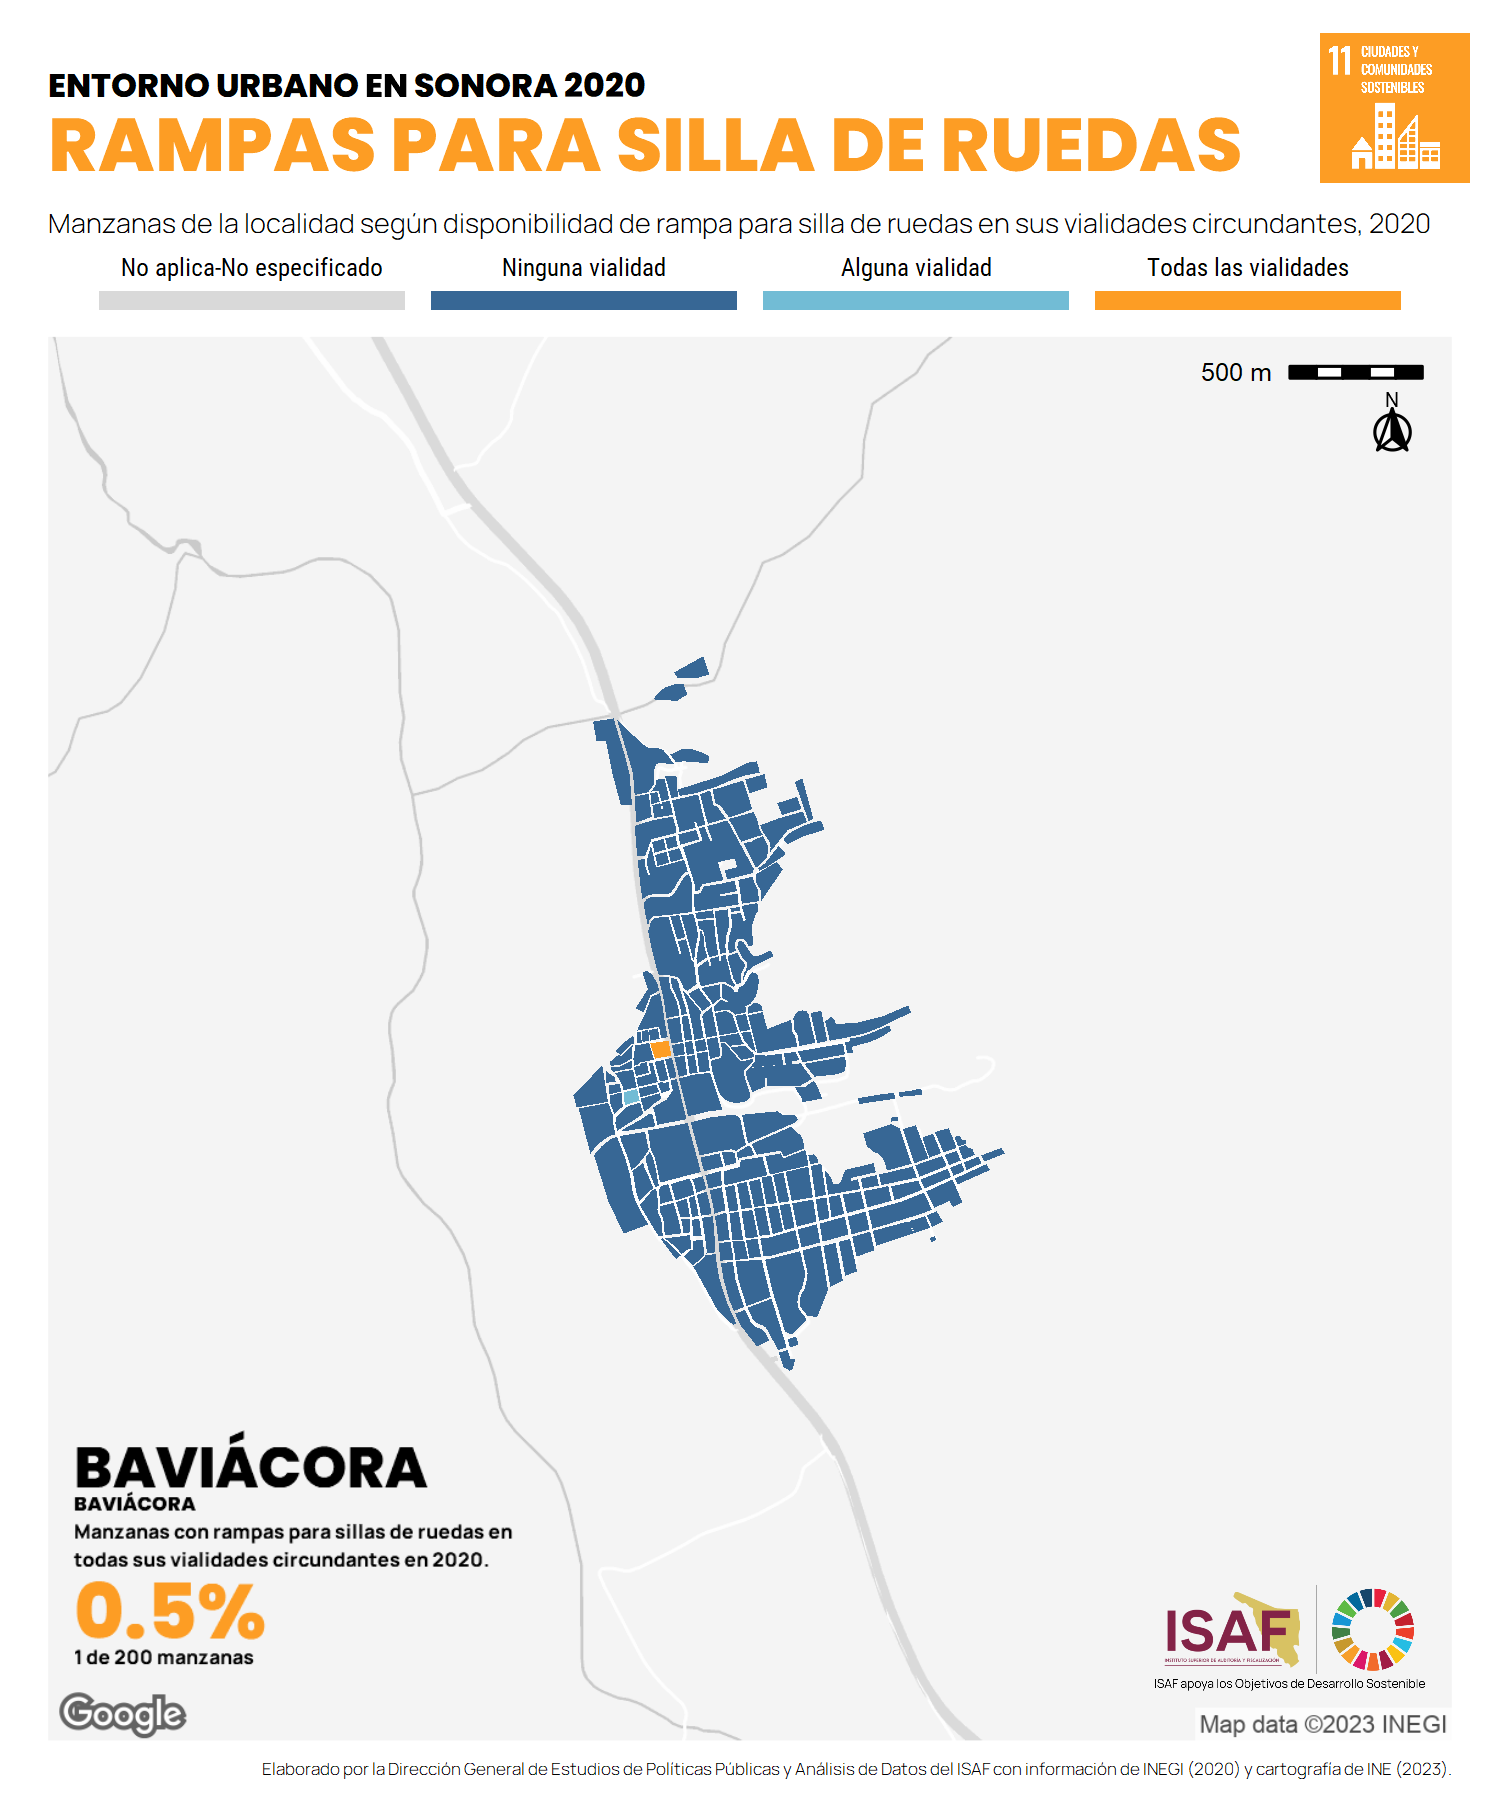 ENTORNO URBANO EN SONORA 2020
RAMPAS PARA SILLA DE RUEDAS
11 CIUDADES Y
COMUNIDADES
SOSTENIBLES
Manzanas de la localidad según disponibilidad de rampa para silla de ruedas en sus vialidades circundantes, 2020
No aplica-No especificado
Ninguna vialidad
Alguna vialidad
Todas las vialidades
500 m
N
BAVIÁCORA
BAVIÁCORA
Manzanas con rampas para sillas de ruedas en
todas sus vialidades circundantes en 2020.
0.5%
1 de 200 manzanas
Google
ISAF
INSTITUTO SUPERIOR DE AUDITORÍA Y FISCALIZACIÓN
ISAF apoya los Objetivos de Desarrollo Sostenible
Map data ©2023 INEGI
Elaborado por la Dirección General de Estudios de Políticas Públicas y Análisis de Datos del ISAF con información de INEGI (2020) y cartografía de INE (2023).